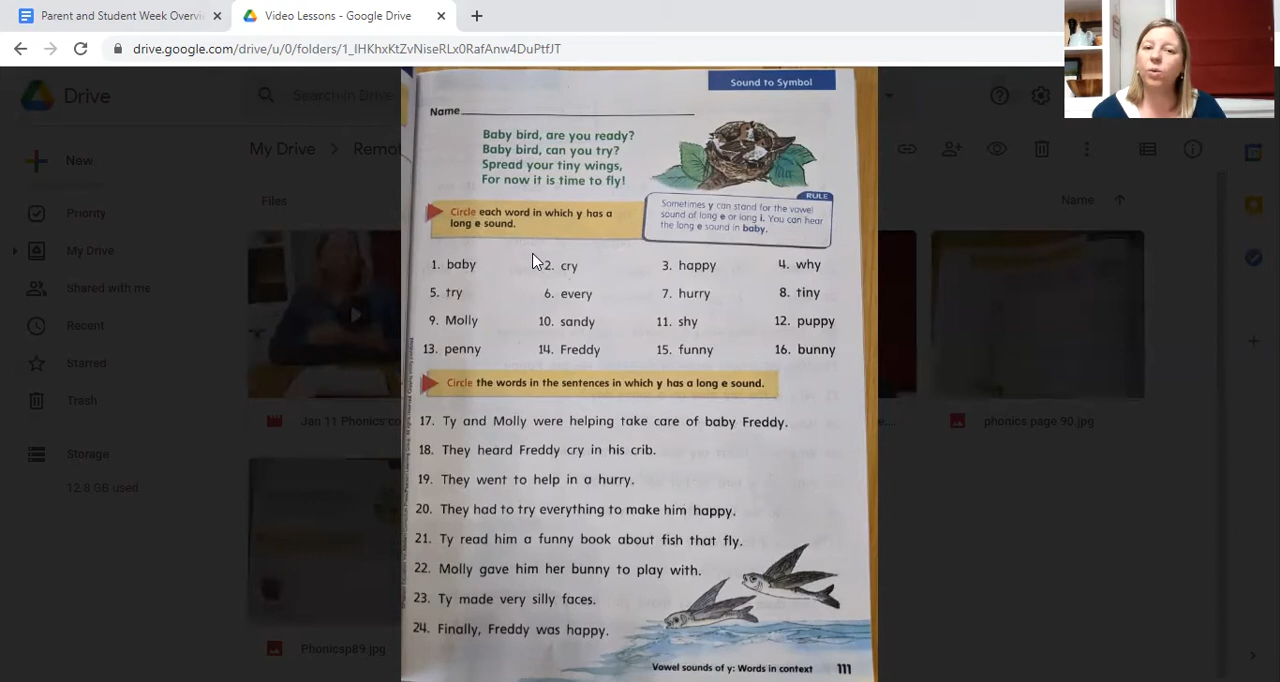 Parent and Student Week Overvi
Video Lessons - Google Drive
drive.google.com/drive/u/0/folders/1_IHKhxKtZvNiseRLx0RafAnw4DuPtfJT
Drive
Search in Drive
New
My Drive
Remot
Priority
Files
Name
My Drive
Shared with me
Recent
Starred
Trash
Storage
12.8 GB used
Jan 11 Phonics co
phonics page 90.jpg
Phonicsp89.jpg
Sound to Symbol
Name
Baby bird, are you ready?
Baby bird, can you try?
Spread your tiny wings,
For now it is time to fly!
Circle each word in which y has a
long e sound.
RULE
Sometimes y can stand for the vowel
sound of long e or long i. You can hear
the long e sound in baby.
1. baby 2. cry 3. happy 4. why
5. try 6. every 7. hurry 8. tiny
9. Molly 10. sandy 11. shy 12. puppy
13. penny 14. Freddy 15. funny 16. bunny
Circle the words in the sentences in which y has a long e sound.
17. Ty and Molly were helping take care of baby Freddy.
18. They heard Freddy cry in his crib.
19. They went to help in a hurry.
20. They had to try everything to make him happy.
21. Ty read him a funny book about fish that fly.
22. Molly gave him her bunny to play with.
23. Ty made very silly faces.
24. Finally, Freddy was happy.
Vowel sounds of y: Words in context 111